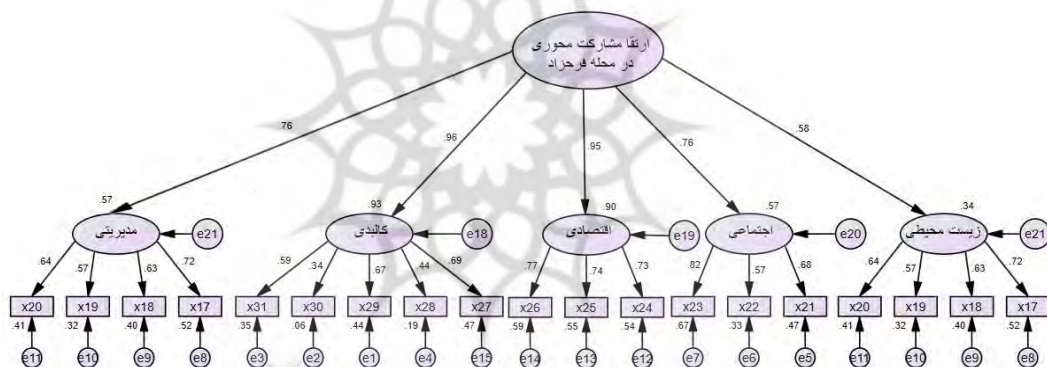 ارتقا مشارکت محوری
در محله فرحزاد
.76 .96 .95 .76 .58
.57 .93 .90 .57 .34
مدیریتی e21 کالبدی e18 اقتصادی e19 اجتماعی e20 زیست محیطی e21
.64 .57 .63 .72 .59 .34 .67 .44 .69 .77 .74 .73 .82 .57 .68 .64 .57 .63 .72
x20 x19 x18 x17 x31 x30 x29 x28 x27 x26 x25 x24 x23 x22 x21 x20 x19 x18 x17
.41 .32 .40 .52 .35 .06 .44 .19 .47 .59 .55 .54 .67 .33 .47 .41 .32 .40 .52
e11 e10 e9 e8 e3 e2 e1 e4 e15 e14 e13 e12 e7 e6 e5 e11 e10 e9 e8